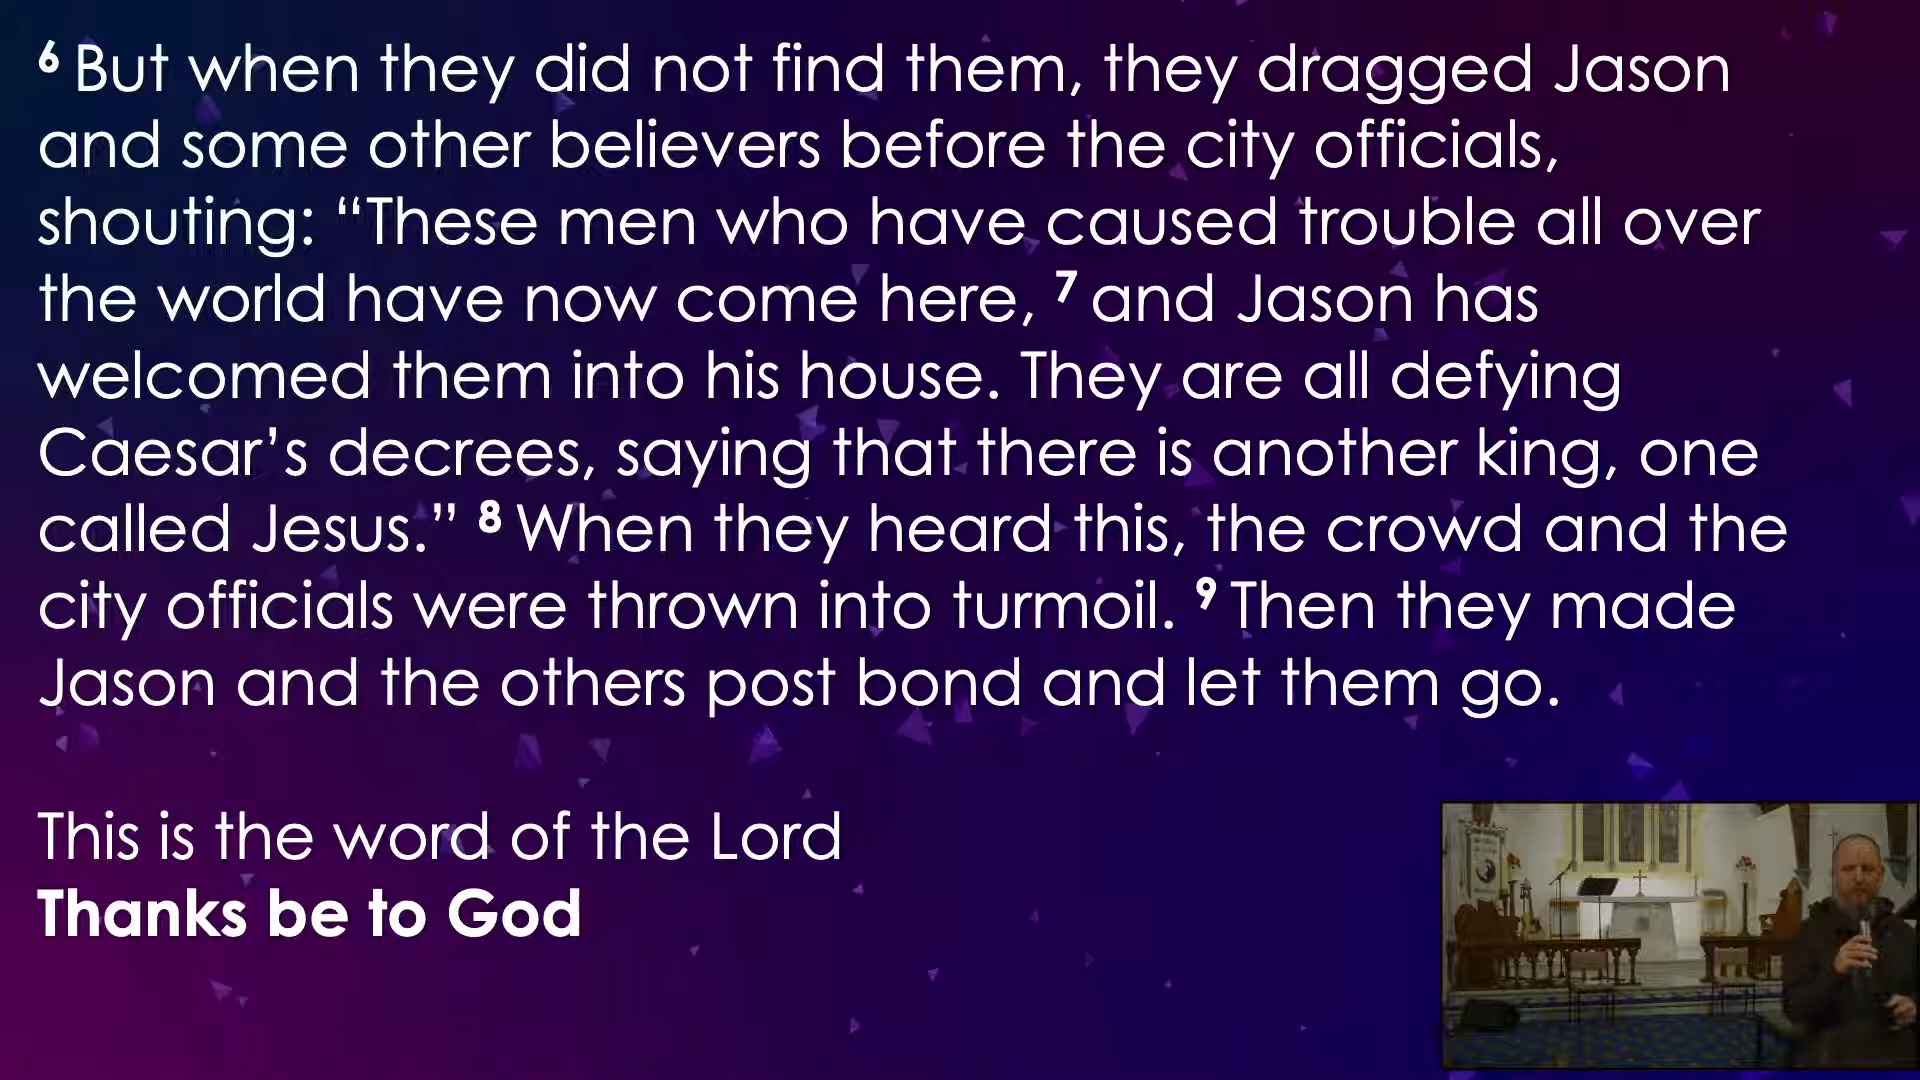 6 But when they did not find them, they dragged Jason
and some other believers before the city officials,
shouting: “These men who have caused trouble all over
the world have now come here, 7 and Jason has
welcomed them into his house. They are all defying
Caesar’s decrees, saying that there is another king, one
called Jesus.” 8 When they heard this, the crowd and the
city officials were thrown into turmoil. 9 Then they made
Jason and the others post bond and let them go.
This is the word of the Lord
Thanks be to God